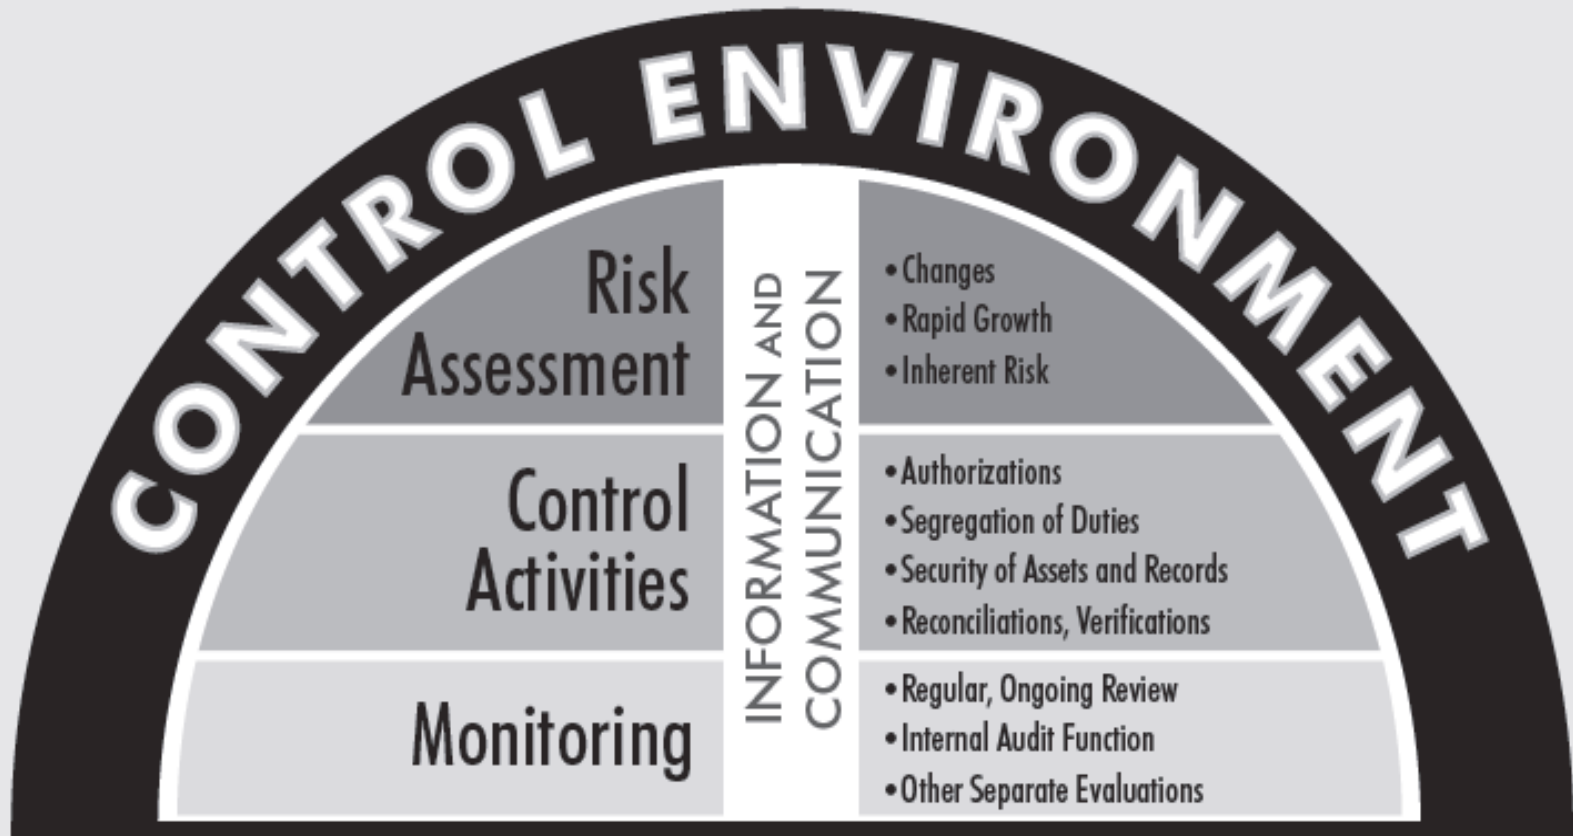 CONTROL ENVIRONMENT
Risk
Assessment
Control
Activities
Monitoring
INFORMATION AND
COMMUNICATION
• Changes
• Rapid Growth
• Inherent Risk
• Authorizations
• Segregation of Duties
• Security of Assets and Records
• Reconciliations, Verifications
• Regular, Ongoing Review
• Internal Audit Function
• Other Separate Evaluations